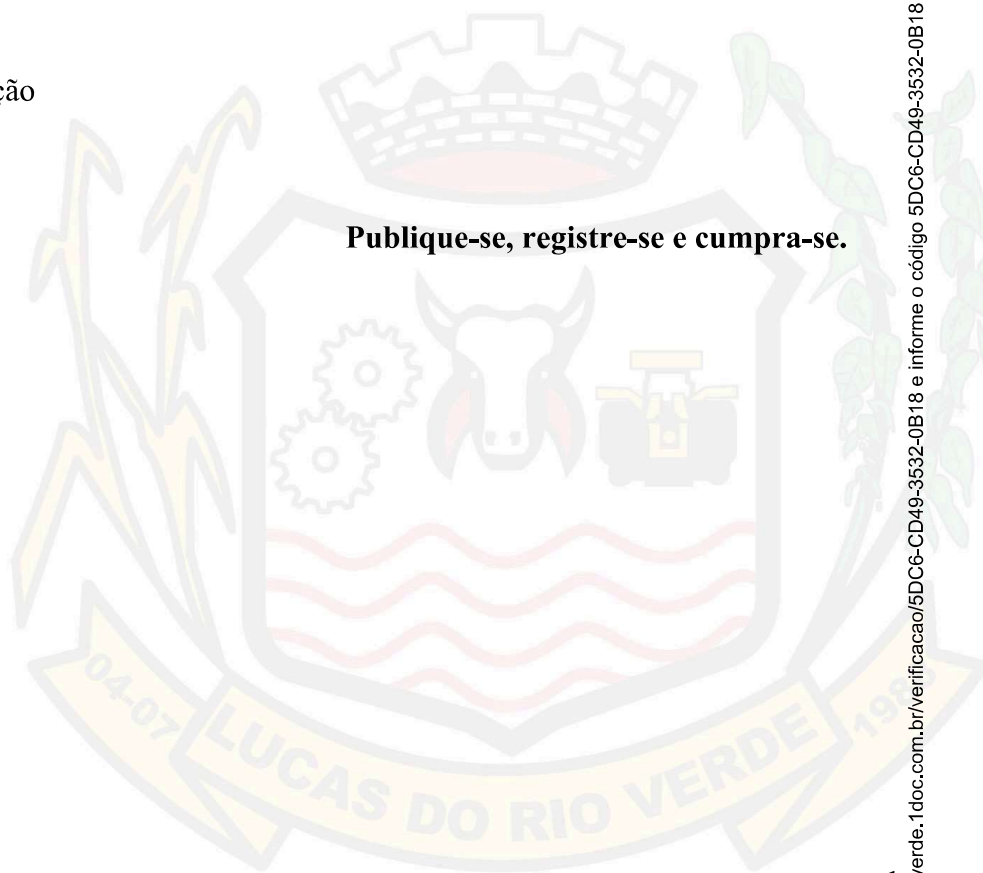 ção
Publique-se, registre-se e cumpra-se.
04-07 LUCAS DO RIO VERDE 1988
verde.1doc.com.br/verificacao/5DC6-CD49-3532-0B18 e informe o código 5DC6-CD49-3532-0B18